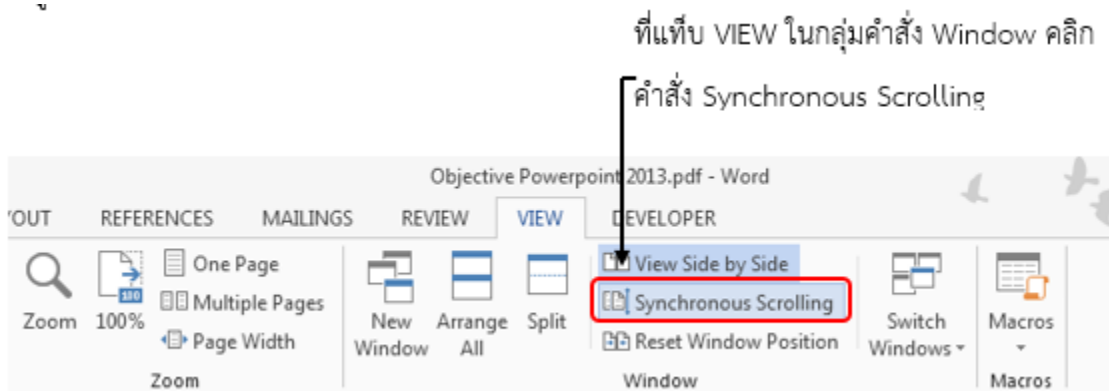 ที่แท็บ VIEW ในกลุ่มคำสั่ง Window คลิก
คำสั่ง Synchronous Scrolling
Objective Powerpoint 2013.pdf - Word
REFERENCES MAILINGS REVIEW VIEW DEVELOPER
One Page
View Side by Side
Multiple Pages
Synchronous Scrolling
Zoom 100% Page Width New Window Arrange All Split Reset Window Position Switch Windows Macros
Zoom Window Macros